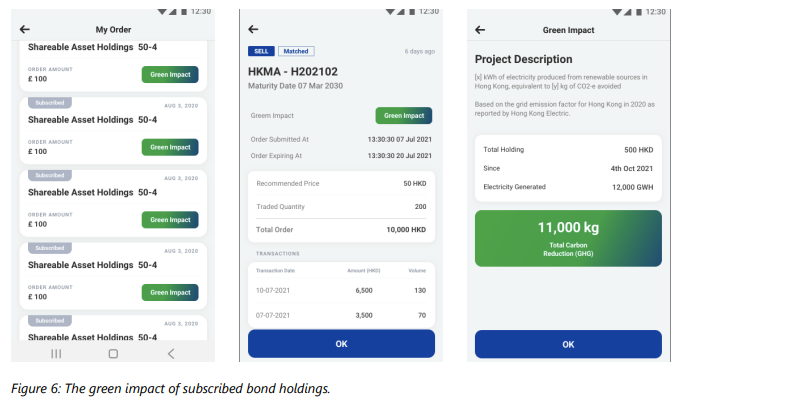 12:30
My Order
Shareable Asset Holdings 50-4
ORDER AMOUNT
£ 100
Green Impact
Subscribed
AUG 3, 2020
Shareable Asset Holdings 50-4
ORDER AMOUNT
£ 100
Green Impact
Subscribed
AUG 3, 2020
Shareable Asset Holdings 50-4
ORDER AMOUNT
£ 100
Green Impact
Subscribed
AUG 3, 2020
Shareable Asset Holdings 50-4
ORDER AMOUNT
£ 100
Green Impact
Subscribed
AUG 3, 2020
Shareable Asset Holdings 50-4
12:30
SELL Matched 6 days ago
HKMA - H202102
Maturity Date 07 Mar 2030
Greem Impact Green Impact
Order Submitted At 13:30:30 07 Jul 2021
Order Expiring At 13:30:30 20 Jul 2021
Recommended Price 50 HKD
Traded Quantity 200
Total Order 10,000 HKD
TRANSACTIONS
Transaction Date Amount (HKD) Volume
10-07-2021 6,500 130
07-07-2021 3,500 70
OK
12:30
Green Impact
Project Description
[x] kWh of electricity produced from renewable sources in
Hong Kong, equivalent to [y] kg of CO2-e avoided
Based on the grid emission factor for Hong Kong in 2020 as
reported by Hong Kong Electric.
Total Holding 500 HKD
Since 4th Oct 2021
Electricity Generated 12,000 GWH
11,000 kg
Total Carbon
Reduction (GHG)
OK
Figure 6: The green impact of subscribed bond holdings.